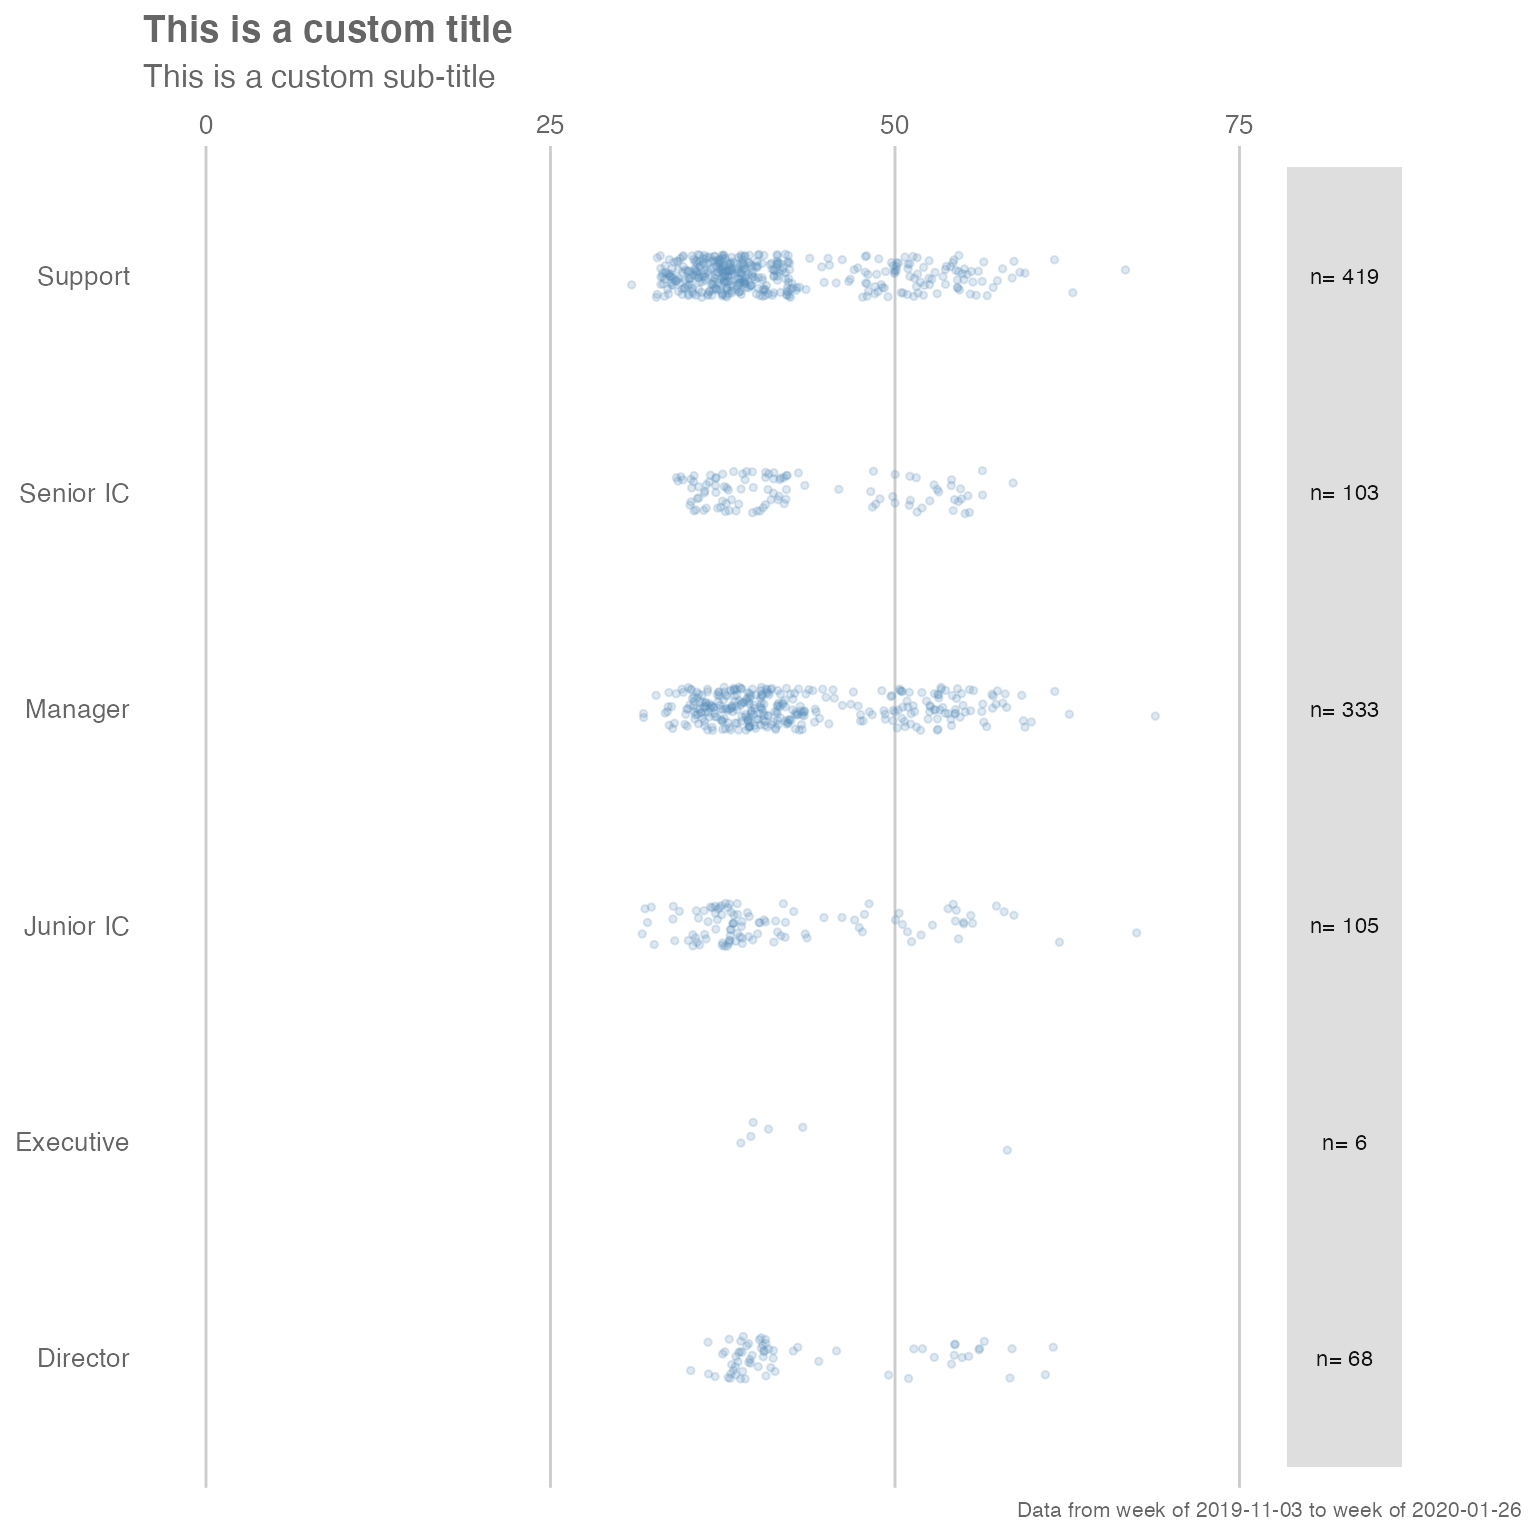 This is a custom title
This is a custom sub-title
0 25 50 75
Support n= 419
Senior IC n= 103
Manager n= 333
Junior IC n= 105
Executive n= 6
Director n= 68
Data from week of 2019-11-03 to week of 2020-01-26